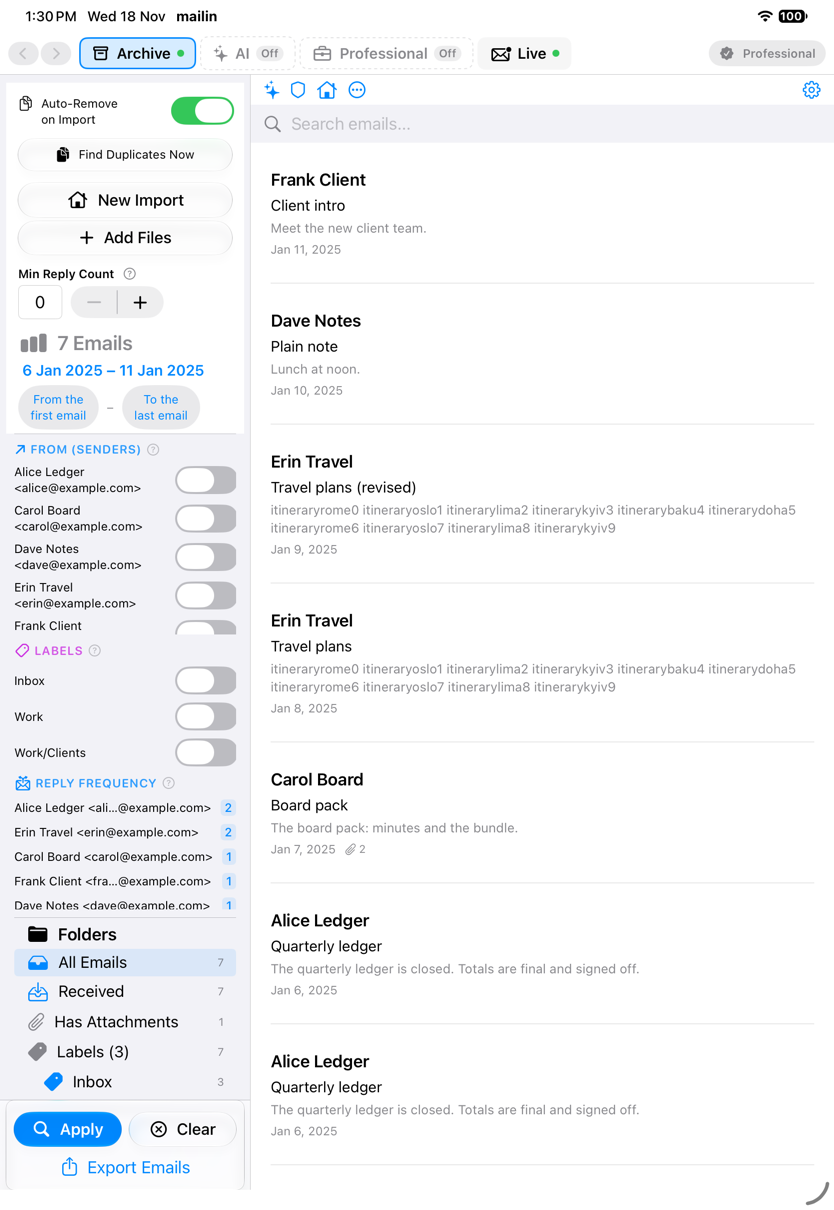 1:30 PM Wed 18 Nov mailin 100
Archive AI Off Professional Off Live Professional
Auto-Remove
on Import
Find Duplicates Now
New Import
Add Files
Min Reply Count ?
0
7 Emails
6 Jan 2025 – 11 Jan 2025
From the
first email
–
To the
last email
FROM (SENDERS) ?
Alice Ledger
<alice@example.com>
Carol Board
<carol@example.com>
Dave Notes
<dave@example.com>
Erin Travel
<erin@example.com>
Frank Client
LABELS ?
Inbox
Work
Work/Clients
REPLY FREQUENCY ?
Alice Ledger <ali...@example.com> 2
Erin Travel <erin@example.com> 2
Carol Board <carol@example.com> 1
Frank Client <fra...@example.com> 1
Dave Notes <dave@example.com> 1
Folders
All Emails 7
Received 7
Has Attachments 1
Labels (3) 7
Inbox 3
Apply
Clear
Export Emails
Search emails...
Frank Client
Client intro
Meet the new client team.
Jan 11, 2025
Dave Notes
Plain note
Lunch at noon.
Jan 10, 2025
Erin Travel
Travel plans (revised)
itineraryrome0 itineraryoslo1 itinerarylima2 itinerarykyiv3 itinerarybaku4 itinerarydoha5
itineraryrome6 itineraryoslo7 itinerarylima8 itinerarykyiv9
Jan 9, 2025
Erin Travel
Travel plans
itineraryrome0 itineraryoslo1 itinerarylima2 itinerarykyiv3 itinerarybaku4 itinerarydoha5
itineraryrome6 itineraryoslo7 itinerarylima8 itinerarykyiv9
Jan 8, 2025
Carol Board
Board pack
The board pack: minutes and the bundle.
Jan 7, 2025 2
Alice Ledger
Quarterly ledger
The quarterly ledger is closed. Totals are final and signed off.
Jan 6, 2025
Alice Ledger
Quarterly ledger
The quarterly ledger is closed. Totals are final and signed off.
Jan 6, 2025